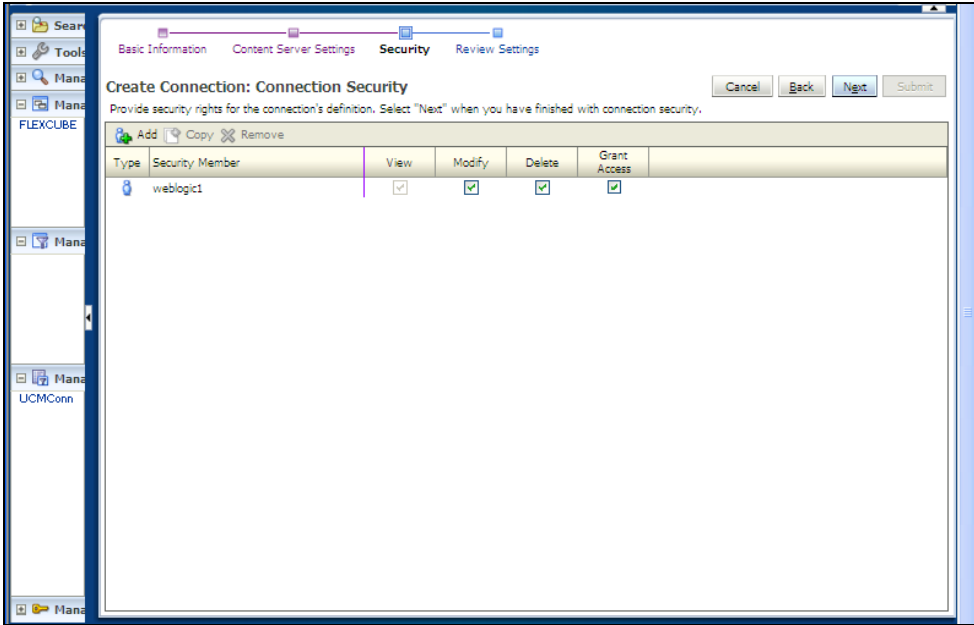 Sear
Tools
Mana
Mana
FLEXCUBE
Mana
Mana
UCMConn
Mana
Basic Information Content Server Settings Security Review Settings
Create Connection: Connection Security
Cancel Back Next Submit
Provide security rights for the connection's definition. Select "Next" when you have finished with connection security.
Add Copy Remove
Type Security Member View Modify Delete Grant Access
weblogic1